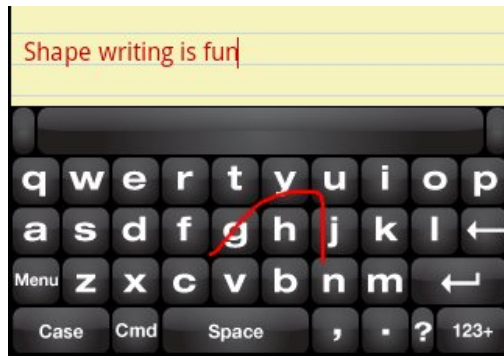 Shape writing is fun
q w e r t y u i o p
a s d f g h j k l
Menu z x c v b n m
Case Cmd Space , . ? 123+